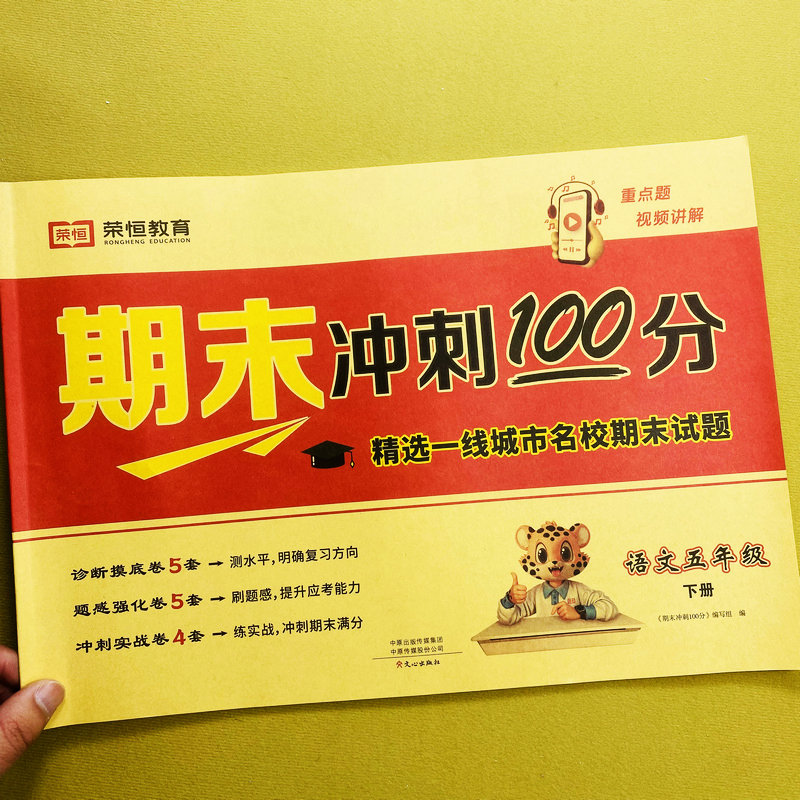 荣恒
荣恒教育
RONGHENG EDUCATION
重点题
视频讲解
期末冲刺100分
精选一线城市名校期末试题
诊断摸底卷5套→测水平,明确复习方向
题感强化卷5套→刷题感,提升应考能力
冲刺实战卷4套→练实战,冲刺期末满分
中原出版传媒集团
中原传媒股份公司
文心出版社
语文五年级
下册
《期末冲刺100分》编写组 编